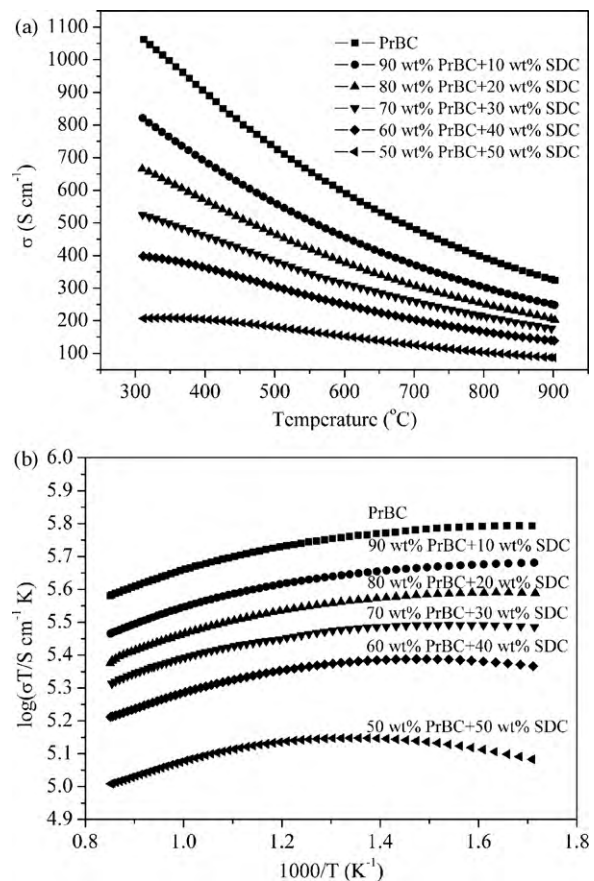 (a)
1100
1000
900
800
700
600
500
400
300
200
100
σ (S cm⁻¹)
PrBC
90 wt% PrBC+10 wt% SDC
80 wt% PrBC+20 wt% SDC
70 wt% PrBC+30 wt% SDC
60 wt% PrBC+40 wt% SDC
50 wt% PrBC+50 wt% SDC
300 400 500 600 700 800 900
Temperature (°C)
(b)
6.0
5.9
5.8
5.7
5.6
5.5
5.4
5.3
5.2
5.1
5.0
4.9
log(σT/S cm⁻¹ K)
PrBC
90 wt% PrBC+10 wt% SDC
80 wt% PrBC+20 wt% SDC
70 wt% PrBC+30 wt% SDC
60 wt% PrBC+40 wt% SDC
50 wt% PrBC+50 wt% SDC
0.8 1.0 1.2 1.4 1.6 1.8
1000/T (K⁻¹)